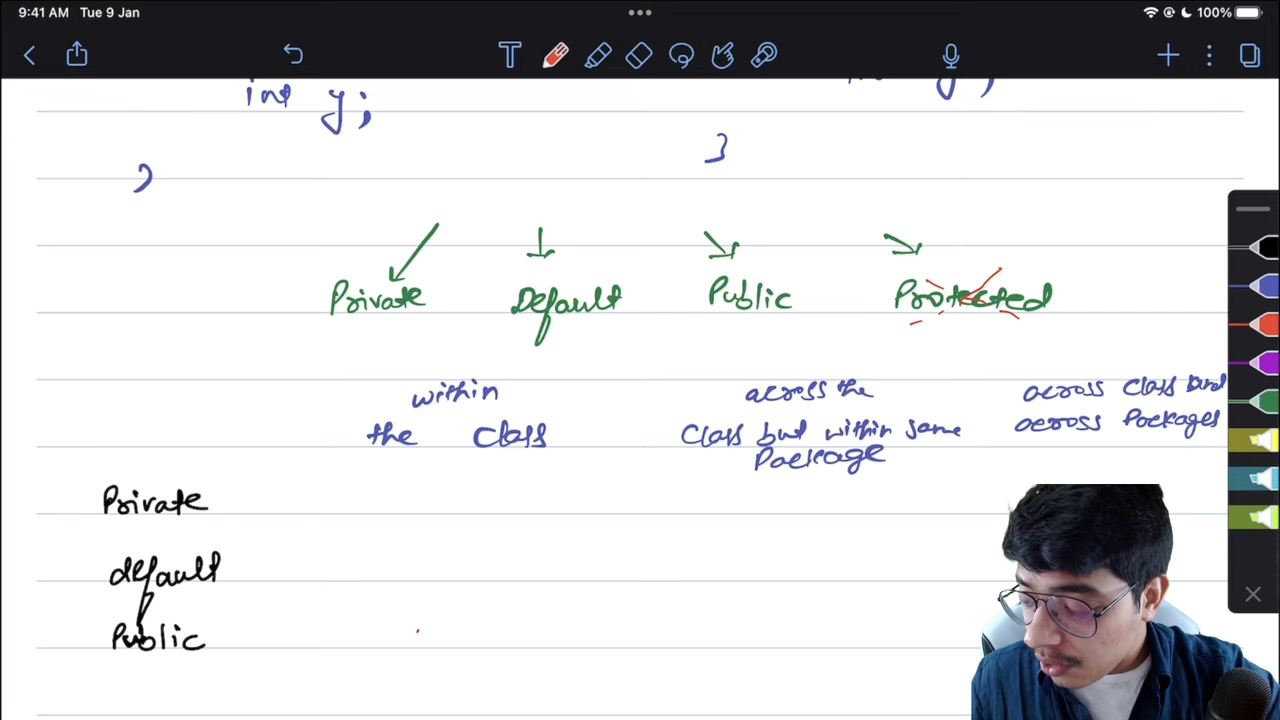 9:41 AM Tue 9 Jan
100%
int y;
y;
}
}
Private Default Public Protected
within the class
across the class but within same Package
across class and across Packages
Private
default
Public